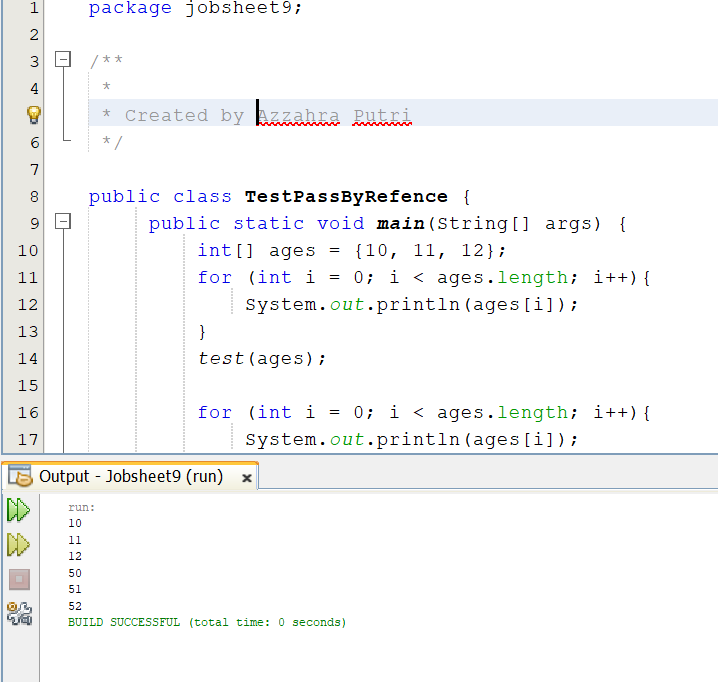 1 package jobsheet9;
2
3 /**
4 *
* Created by Azzahra Putri
6 */
7
8 public class TestPassByRefence {
9 public static void main(String[] args) {
10 int[] ages = {10, 11, 12};
11 for (int i = 0; i < ages.length; i++){
12 System.out.println(ages[i]);
13 }
14 test(ages);
15
16 for (int i = 0; i < ages.length; i++){
17 System.out.println(ages[i]);
Output - Jobsheet9 (run) ×
run:
10
11
12
50
51
52
BUILD SUCCESSFUL (total time: 0 seconds)